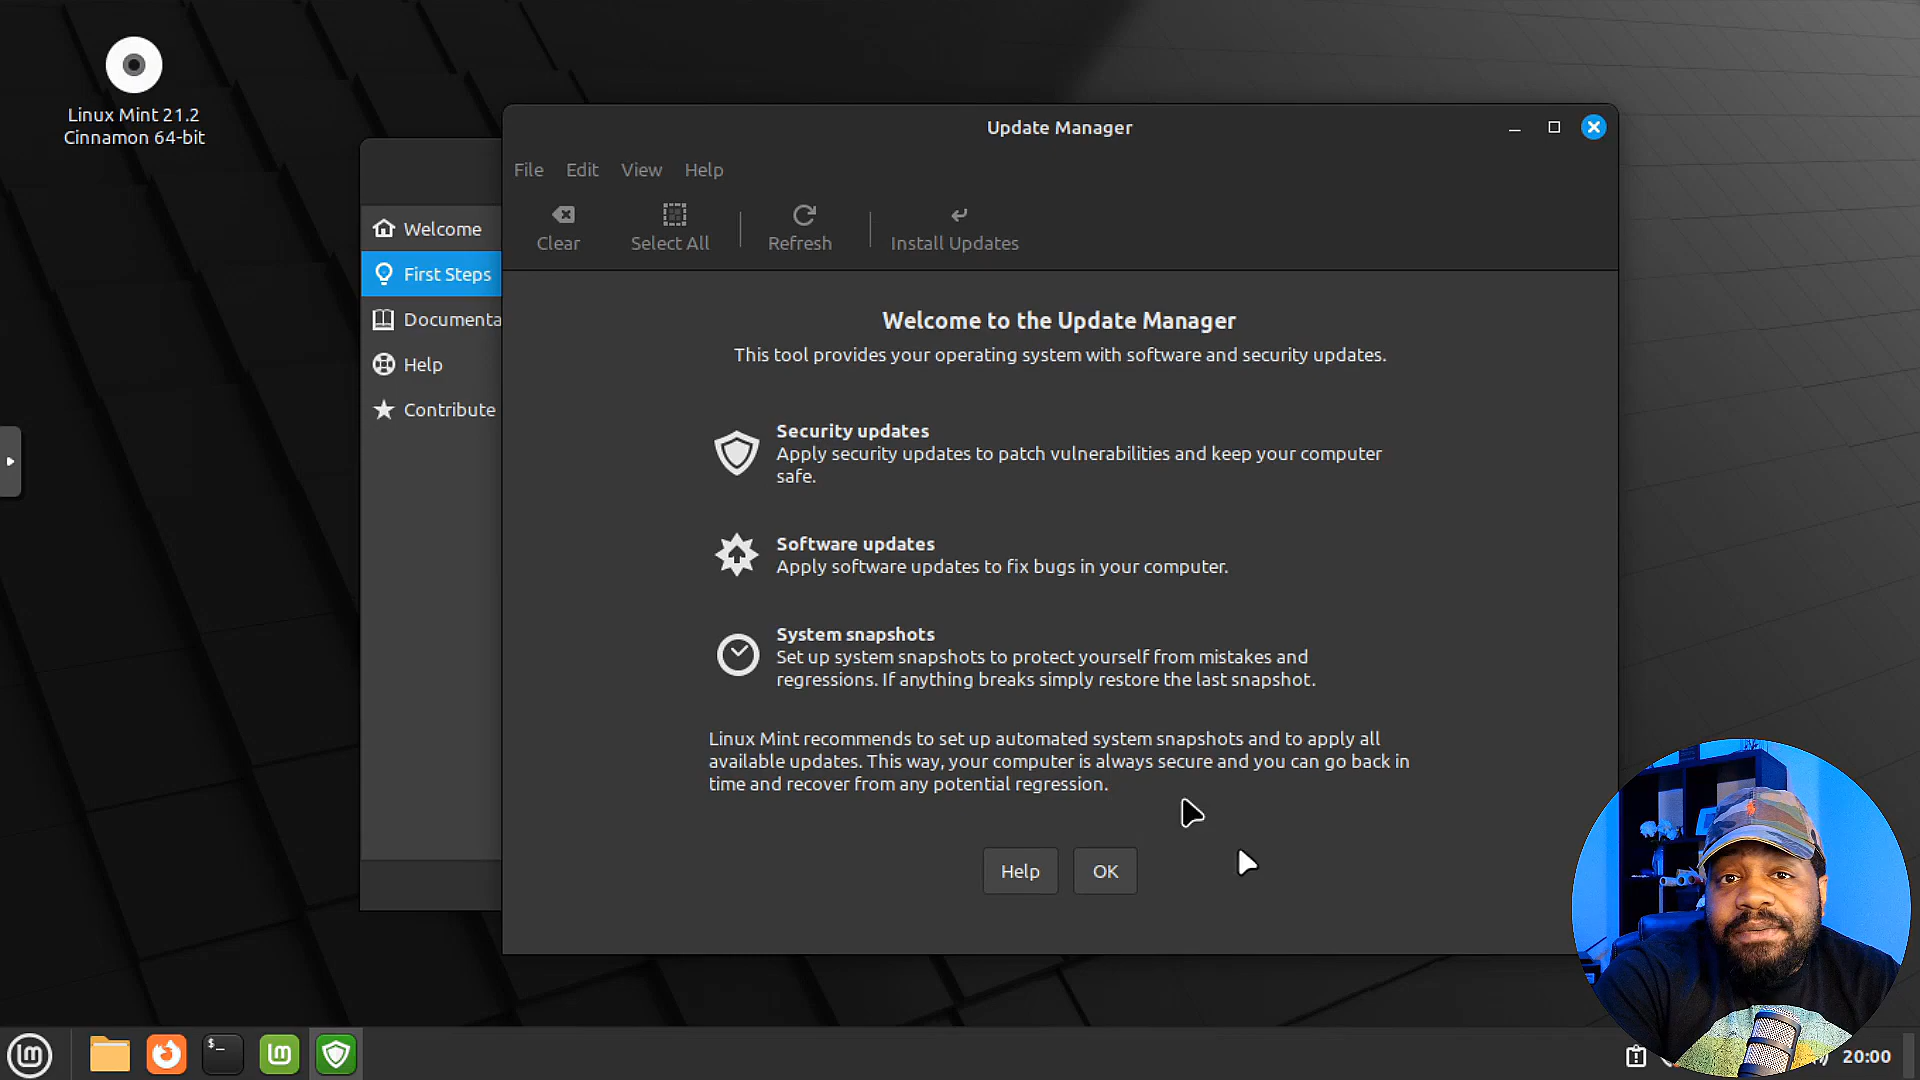 Linux Mint 21.2
Cinnamon 64-bit
Update Manager
File Edit View Help
Clear Select All Refresh Install Updates
Welcome
First Steps
Documenta
Help
Contribute
Welcome to the Update Manager
This tool provides your operating system with software and security updates.
Security updates
Apply security updates to patch vulnerabilities and keep your computer
safe.
Software updates
Apply software updates to fix bugs in your computer.
System snapshots
Set up system snapshots to protect yourself from mistakes and
regressions. If anything breaks simply restore the last snapshot.
Linux Mint recommends to set up automated system snapshots and to apply all
available updates. This way, your computer is always secure and you can go back in
time and recover from any potential regression.
Help OK
$_
20:00